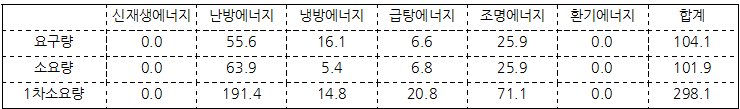 신재생에너지 난방에너지 냉방에너지 급탕에너지 조명에너지 환기에너지 합계
요구량 0.0 55.6 16.1 6.6 25.9 0.0 104.1
소요량 0.0 63.9 5.4 6.8 25.9 0.0 101.9
1차소요량 0.0 191.4 14.8 20.8 71.1 0.0 298.1